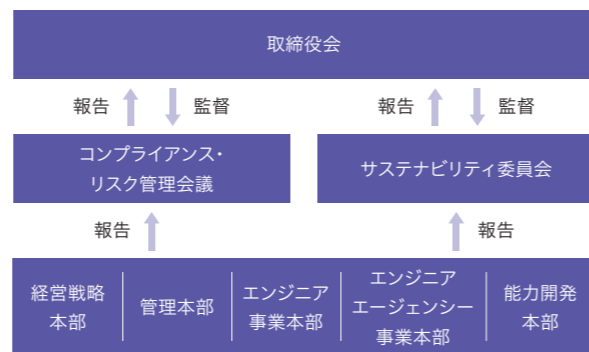 取締役会
報告 監督 報告 監督
コンプライアンス・
リスク管理会議
サステナビリティ委員会
報告 報告
経営戦略
本部
管理本部
エンジニア
事業本部
エンジニア
エージェンシー
事業本部
能力開発
本部